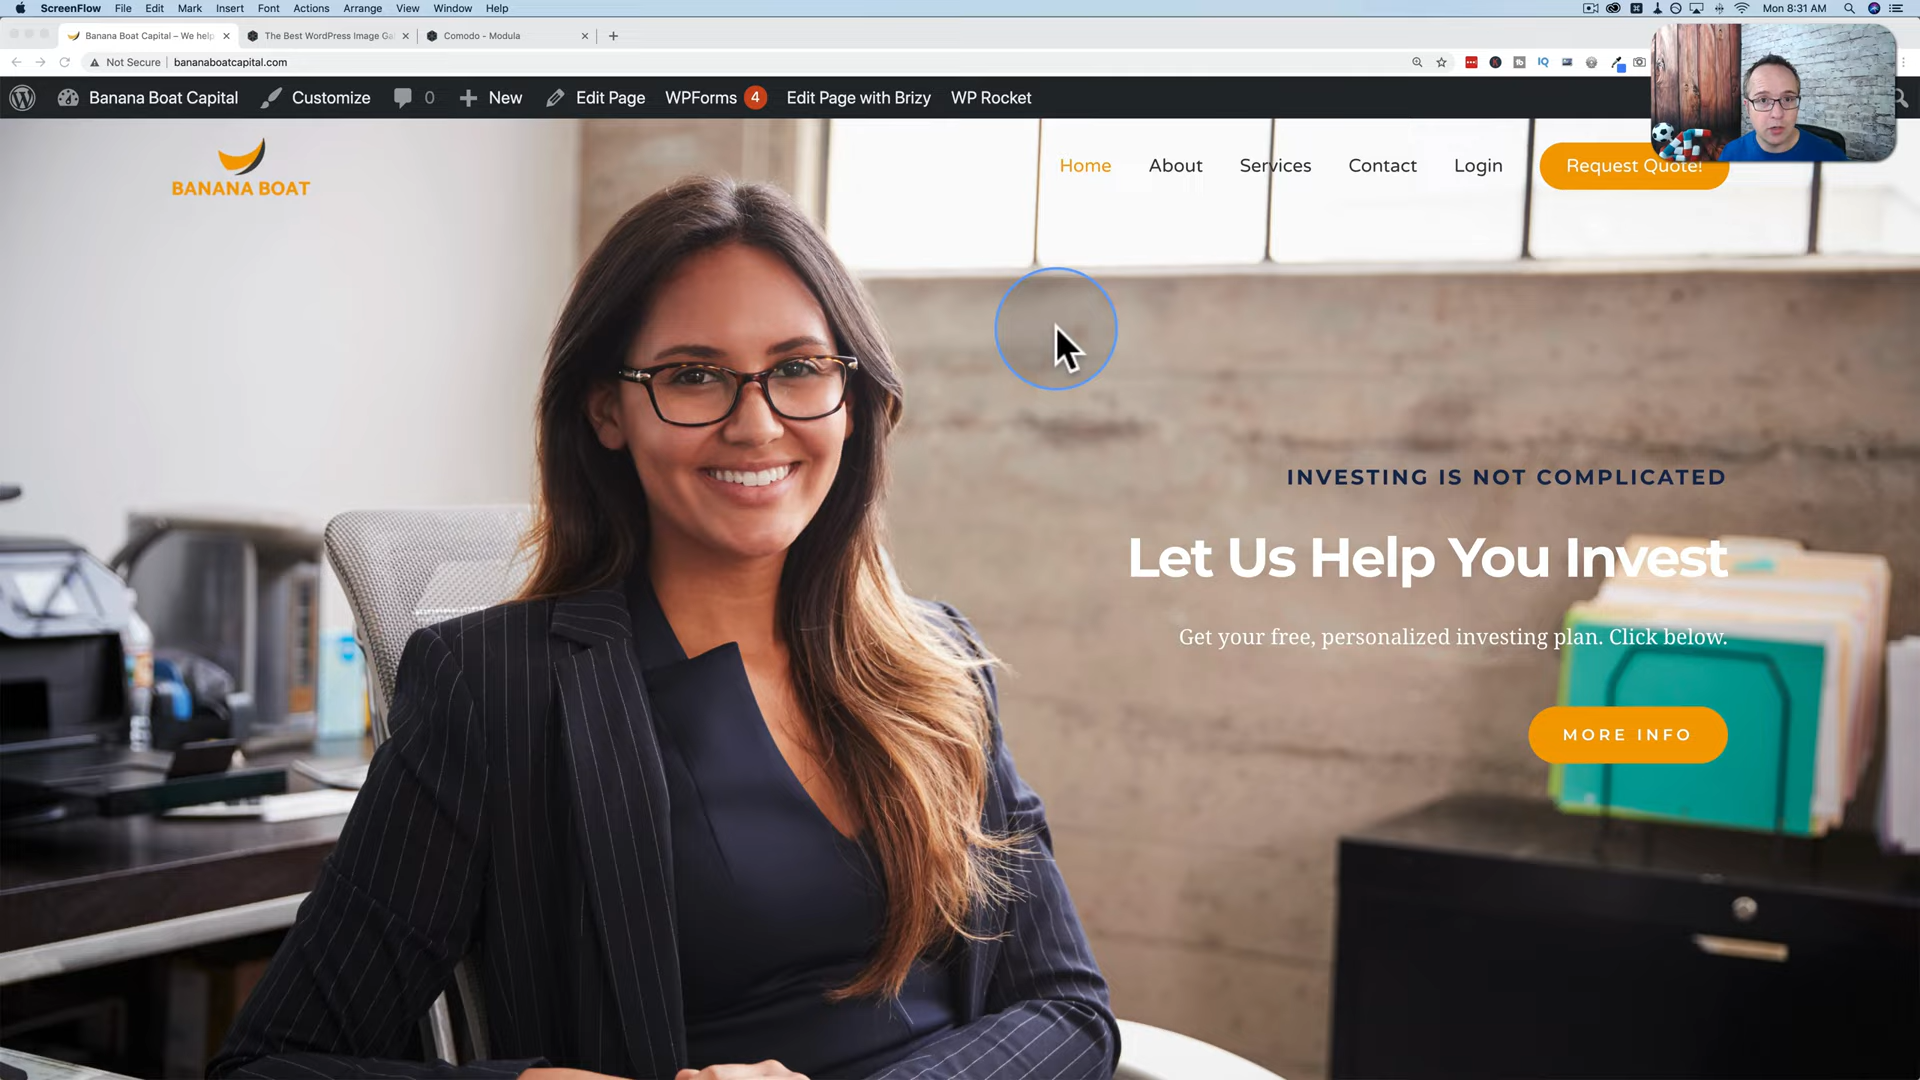 ScreenFlow File Edit Mark Insert Font Actions Arrange View Window Help Mon 8:31 AM
Banana Boat Capital – We help The Best WordPress Image Ga Comodo - Modula
Not Secure bananaboatcapital.com IQ
Banana Boat Capital Customize 0 New Edit Page WPForms 4 Edit Page with Brizy WP Rocket
BANANA BOAT
Home About Services Contact Login Request Quote!
INVESTING IS NOT COMPLICATED
Let Us Help You Invest
Get your free, personalized investing plan. Click below.
MORE INFO